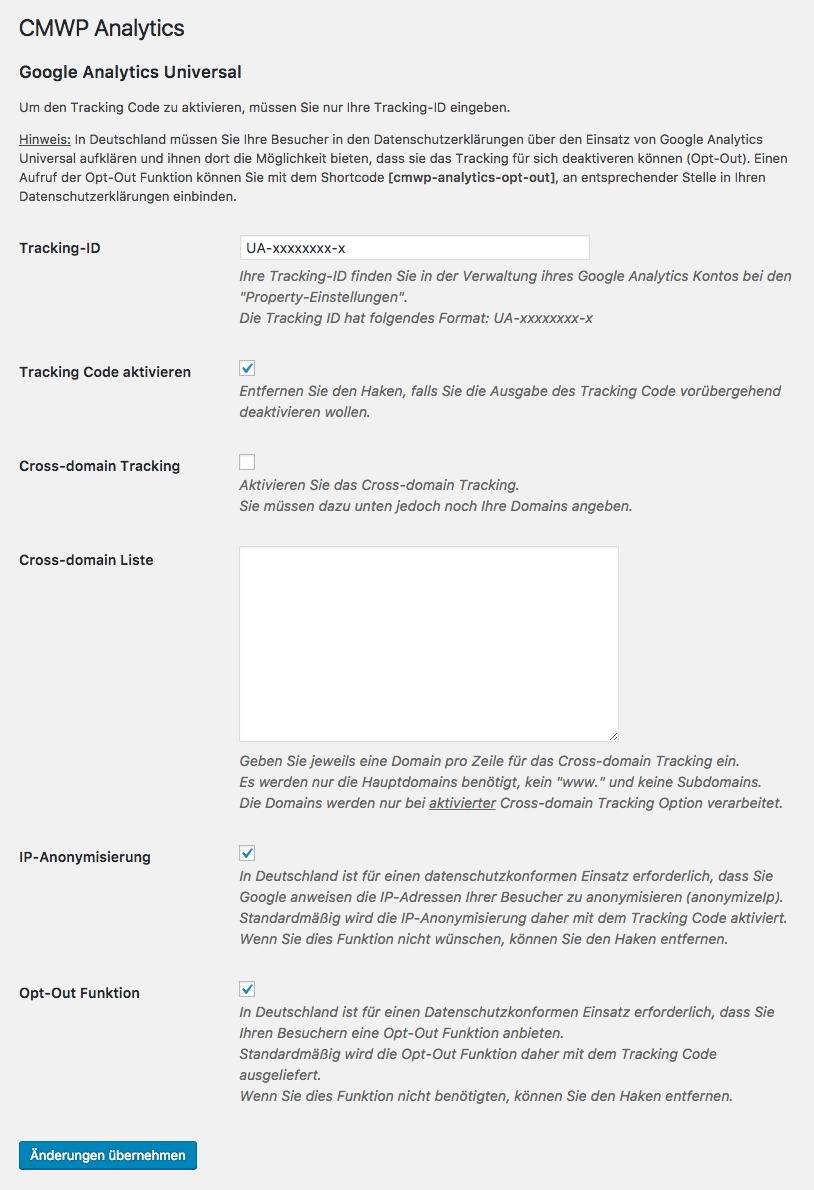 CMWP Analytics
Google Analytics Universal
Um den Tracking Code zu aktivieren, müssen Sie nur Ihre Tracking-ID eingeben.
Hinweis: In Deutschland müssen Sie Ihre Besucher in den Datenschutzerklärungen über den Einsatz von Google Analytics
Universal aufklären und ihnen dort die Möglichkeit bieten, dass sie das Tracking für sich deaktiveren können (Opt-Out). Einen
Aufruf der Opt-Out Funktion können Sie mit dem Shortcode [cmwp-analytics-opt-out], an entsprechender Stelle in Ihren
Datenschutzerklärungen einbinden.
Tracking-ID
UA-xxxxxxxx-x
Ihre Tracking-ID finden Sie in der Verwaltung ihres Google Analytics Kontos bei den
"Property-Einstellungen".
Die Tracking ID hat folgendes Format: UA-xxxxxxxx-x
Tracking Code aktivieren
Entfernen Sie den Haken, falls Sie die Ausgabe des Tracking Code vorübergehend
deaktivieren wollen.
Cross-domain Tracking
Aktivieren Sie das Cross-domain Tracking.
Sie müssen dazu unten jedoch noch Ihre Domains angeben.
Cross-domain Liste
Geben Sie jeweils eine Domain pro Zeile für das Cross-domain Tracking ein.
Es werden nur die Hauptdomains benötigt, kein "www." und keine Subdomains.
Die Domains werden nur bei aktivierter Cross-domain Tracking Option verarbeitet.
IP-Anonymisierung
In Deutschland ist für einen datenschutzkonformen Einsatz erforderlich, dass Sie
Google anweisen die IP-Adressen Ihrer Besucher zu anonymisieren (anonymizeIp).
Standardmäßig wird die IP-Anonymisierung daher mit dem Tracking Code aktiviert.
Wenn Sie dies Funktion nicht wünschen, können Sie den Haken entfernen.
Opt-Out Funktion
In Deutschland ist für einen Datenschutzkonformen Einsatz erforderlich, dass Sie
Ihren Besuchern eine Opt-Out Funktion anbieten.
Standardmäßig wird die Opt-Out Funktion daher mit dem Tracking Code
ausgeliefert.
Wenn Sie dies Funktion nicht benötigten, können Sie den Haken entfernen.
Änderungen übernehmen